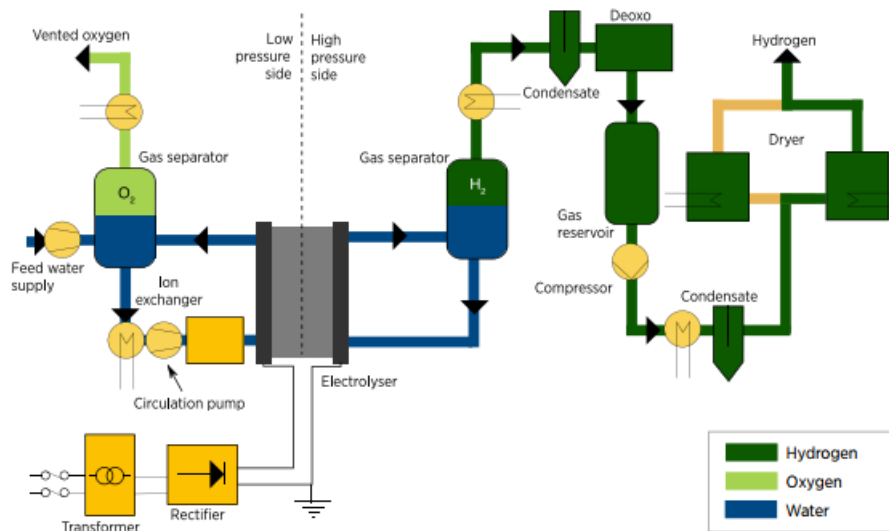 Vented oxygen
Low
pressure
side
High
pressure
side
Deoxo
Hydrogen
Condensate
Gas separator
Gas separator
Dryer
O2
H2
Gas
reservoir
Feed water
supply
Ion
exchanger
Compressor
Condensate
Circulation pump
Electrolyser
Transformer
Rectifier
Hydrogen
Oxygen
Water